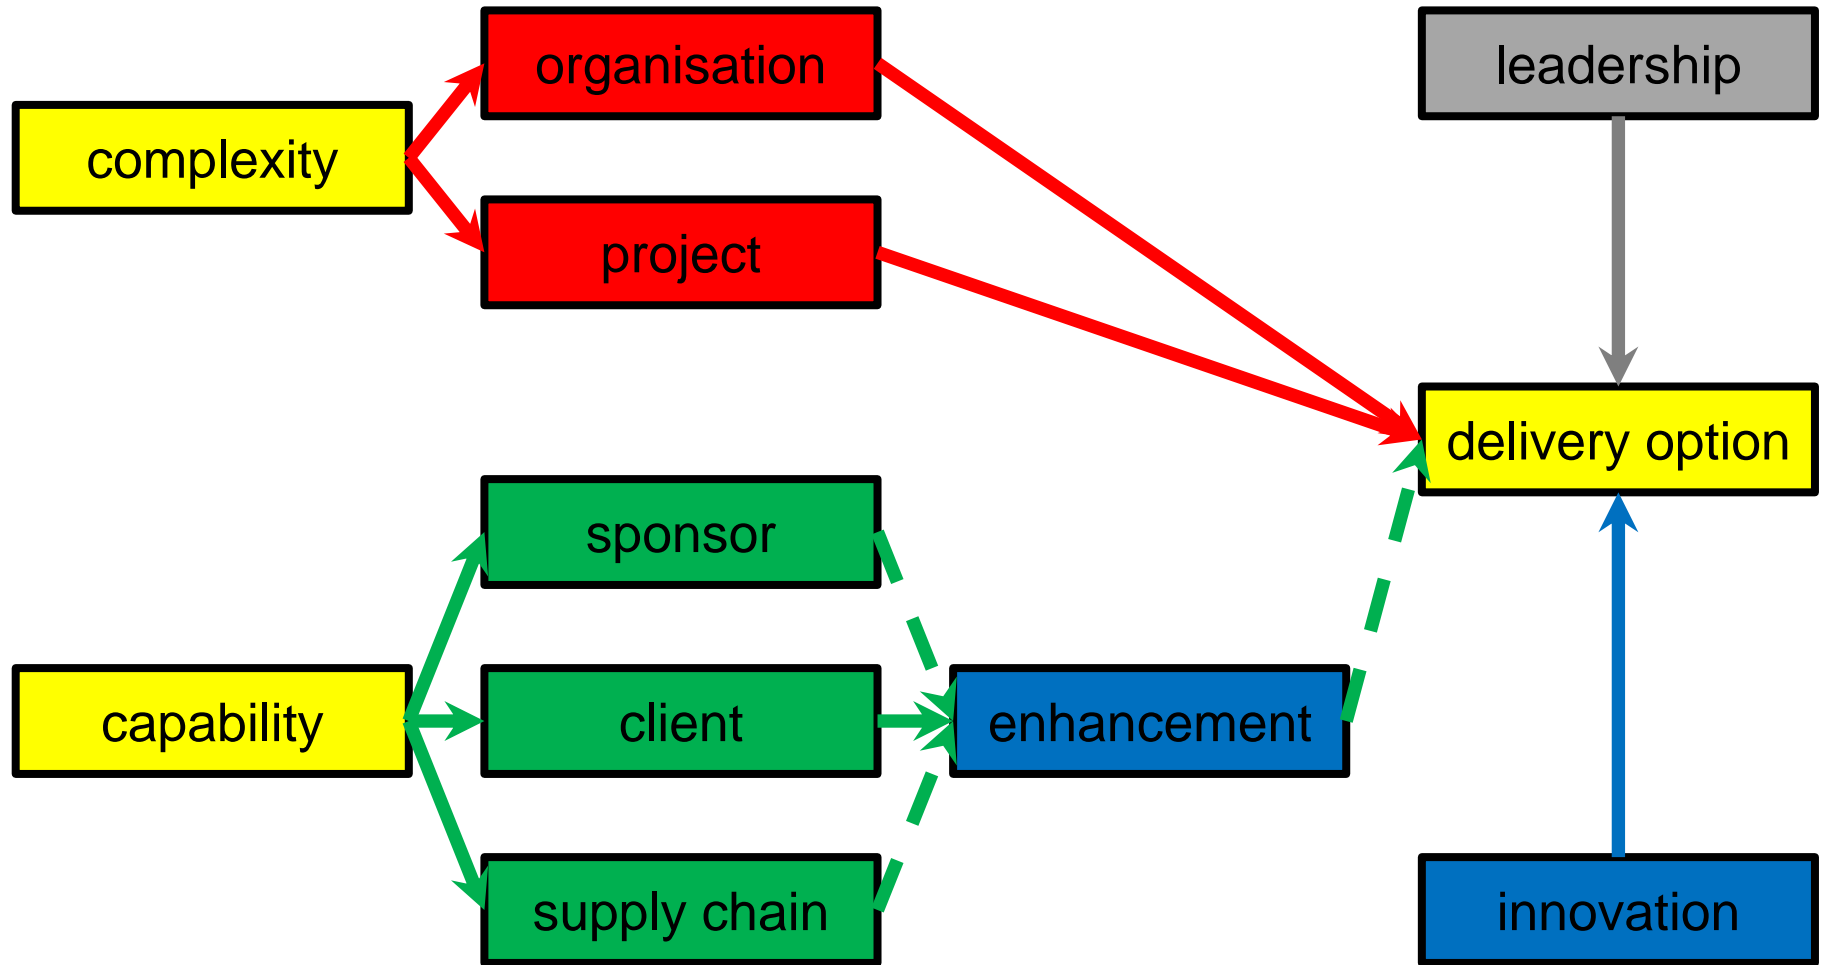 organisation
leadership
complexity
project
delivery option
sponsor
capability
client
enhancement
supply chain
innovation